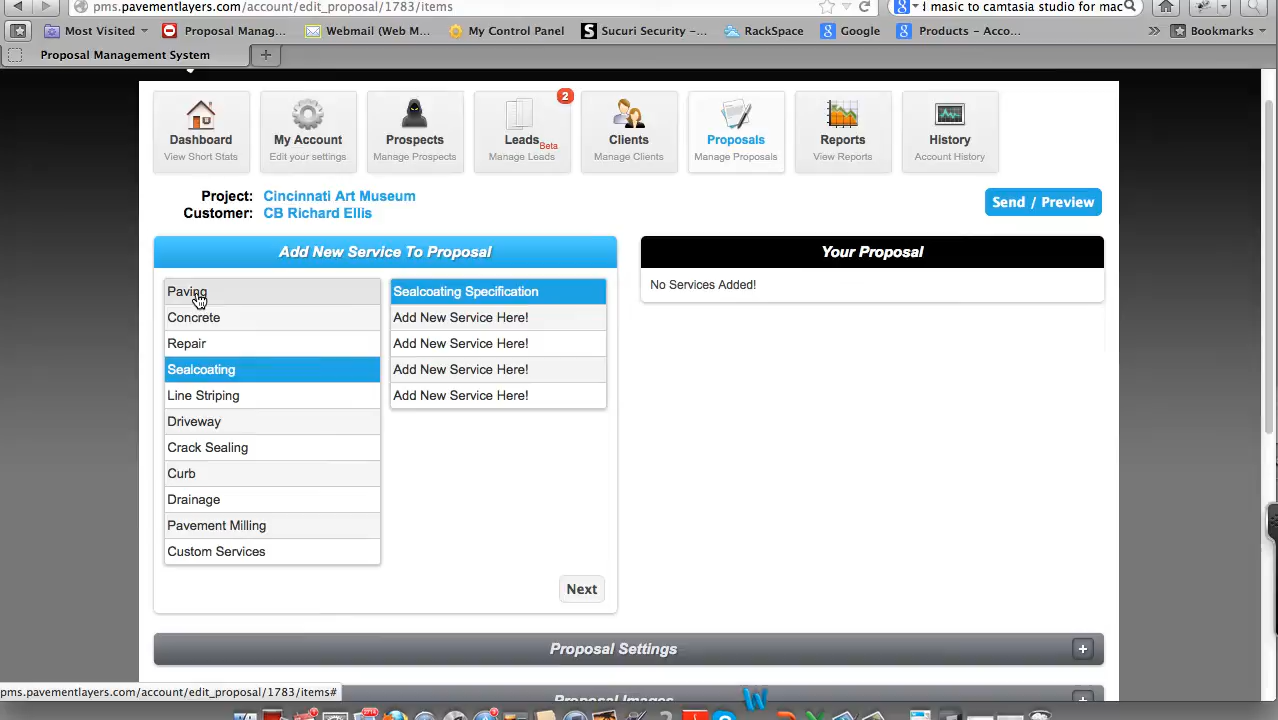 pms.pavementlayers.com/account/edit_proposal/1783/items
d masic to camtasia studio for mac
Most Visited
Proposal Manag...
Webmail (Web M...
My Control Panel
Sucuri Security –...
RackSpace
Google
Products – Acco...
Bookmarks
Proposal Management System
Dashboard
View Short Stats
My Account
Edit your settings
Prospects
Manage Prospects
2
Leads
Beta
Manage Leads
Clients
Manage Clients
Proposals
Manage Proposals
Reports
View Reports
History
Account History
Project: Cincinnati Art Museum
Customer: CB Richard Ellis
Send / Preview
Add New Service To Proposal
Paving
Concrete
Repair
Sealcoating
Line Striping
Driveway
Crack Sealing
Curb
Drainage
Pavement Milling
Custom Services
Sealcoating Specification
Add New Service Here!
Add New Service Here!
Add New Service Here!
Add New Service Here!
Next
Your Proposal
No Services Added!
Proposal Settings
Proposal Images
pms.pavementlayers.com/account/edit_proposal/1783/items#